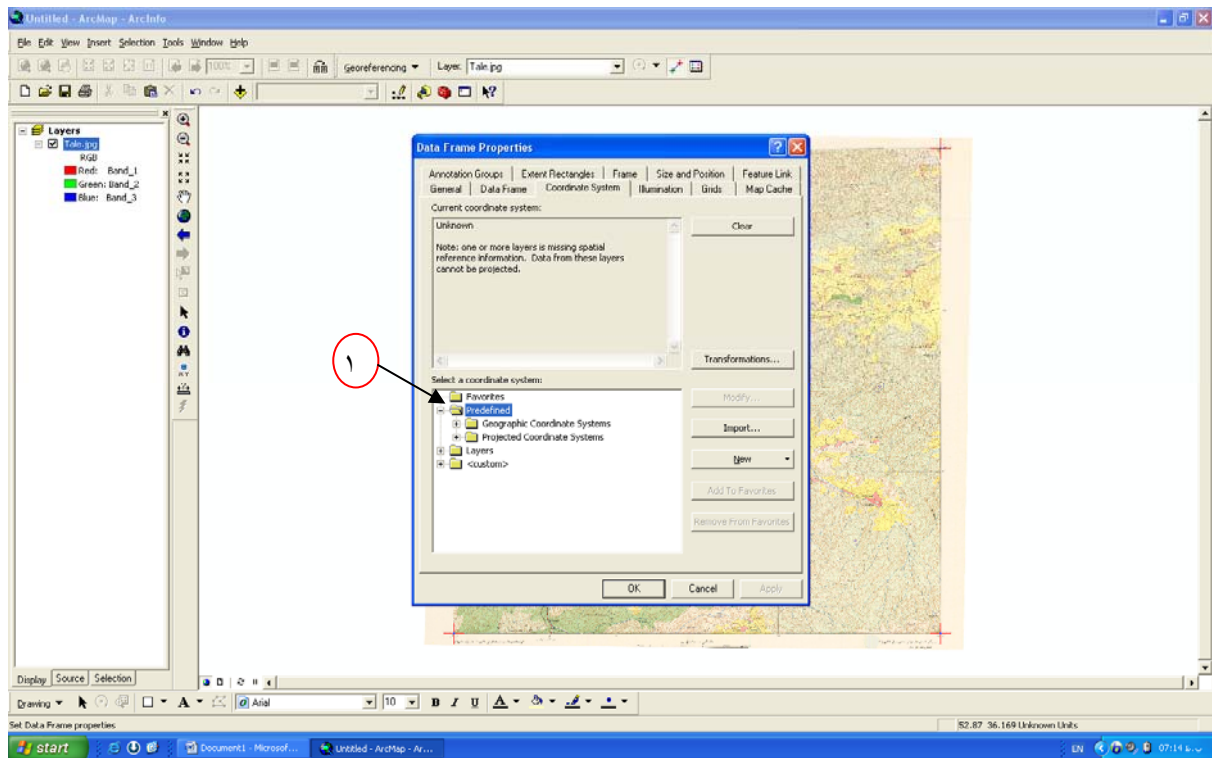 Untitled - ArcMap - ArcInfo
File Edit View Insert Selection Tools Window Help
100% Georeferencing Layer: Tale.jpg
Layers
Tale.jpg
RGB
Red: Band_1
Green: Band_2
Blue: Band_3
Data Frame Properties
Annotation Groups Extent Rectangles Frame Size and Position Feature Link
General Data Frame Coordinate System Illumination Grids Map Cache
Current coordinate system:
Unknown
Clear
Note: one or more layers is missing spatial
reference information. Data from these layers
cannot be projected.
Transformations...
١
Select a coordinate system:
Favorites
Modify...
Predefined
Geographic Coordinate Systems
Import...
Projected Coordinate Systems
Layers
New
<custom>
Add To Favorites
Remove From Favorites
OK Cancel Apply
Display Source Selection
Drawing A Arial 10 B I U A
Set Data Frame properties
52.87 36.169 Unknown Units
start Document1 - Microsof... Untitled - ArcMap - Ar... EN 07:14 ب.ظ